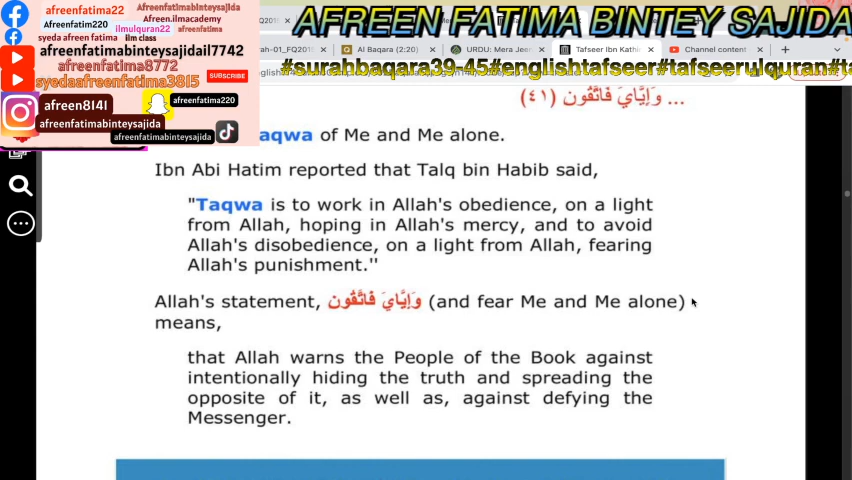 AFREEN FATIMA BINTEY SAJIDA
afreenfatima22
Afreenfatimabinteysajida
Afreen.ilmacademy
Afreenfatima220
ilmulquran22
afreenfatima
syeda afreen fatima
ilm class
afreenfatimabinteysajidail7742
afreenfatima8772
syedaafreenfatima3815
SUBSCRIBE
afreen8141
afreenfatima220
afreenfatimabinteysajida
afreenfatimabinteysajida
Al Baqara (2:20)
URDU: Mera Jeen
Tafseer Ibn Kathi
Channel content
#surahbaqara39-45#englishtafseer#tafseerulquran#ta
... وَإِيَّايَ فَاتَّقُونِ (٤١)
aqwa of Me and Me alone.
Ibn Abi Hatim reported that Talq bin Habib said,
"Taqwa is to work in Allah's obedience, on a light
from Allah, hoping in Allah's mercy, and to avoid
Allah's disobedience, on a light from Allah, fearing
Allah's punishment.''
Allah's statement, وَإِيَّايَ فَاتَّقُونِ (and fear Me and Me alone)
means,
that Allah warns the People of the Book against
intentionally hiding the truth and spreading the
opposite of it, as well as, against defying the
Messenger.